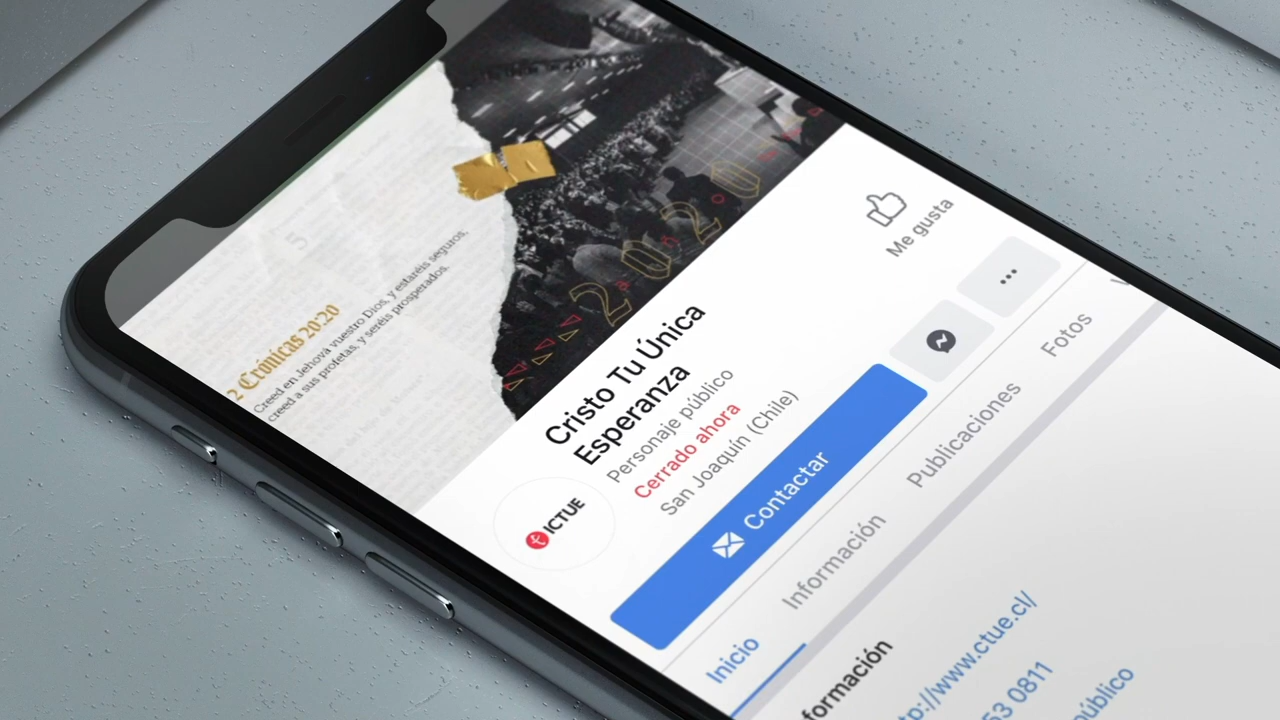 2 Crónicas 20:20
Creed en Jehová vuestro Dios, y estaréis seguros,
creed a sus profetas, y seréis prosperados.
2020
Cristo Tu Única
Esperanza
Personaje público
Cerrado ahora
San Joaquín (Chile)
Me gusta
ICTUE
Contactar
Inicio
Información
Publicaciones
Fotos
formación
tp://www.ctue.cl/
53 0811
público